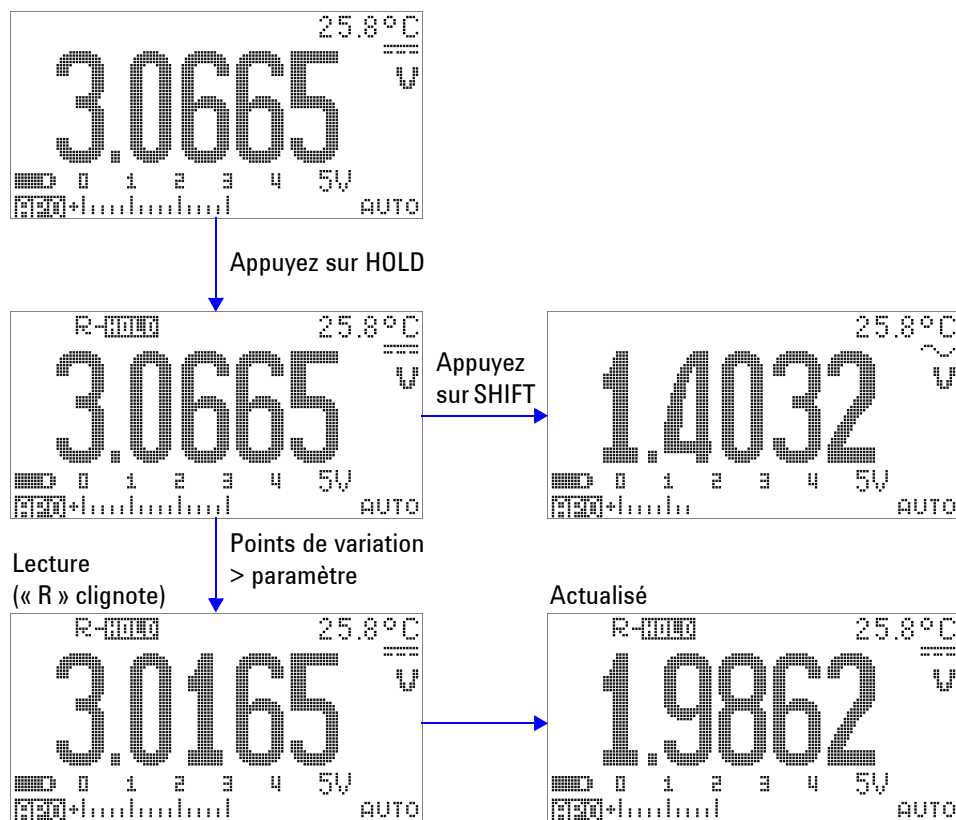 25.8°C
3.0665 V
0 1 2 3 4 5V
APO AUTO
Appuyez sur HOLD
R-HOLD 25.8°C
3.0665 V
0 1 2 3 4 5V
APO AUTO
Appuyez
sur SHIFT
25.8°C
1.4032 V
0 1 2 3 4 5V
APO AUTO
Points de variation
> paramètre
Lecture
(« R » clignote)
R-HOLD 25.8°C
3.0165 V
0 1 2 3 4 5V
APO AUTO
Actualisé
R-HOLD 25.8°C
1.9862 V
0 1 2 3 4 5V
APO AUTO